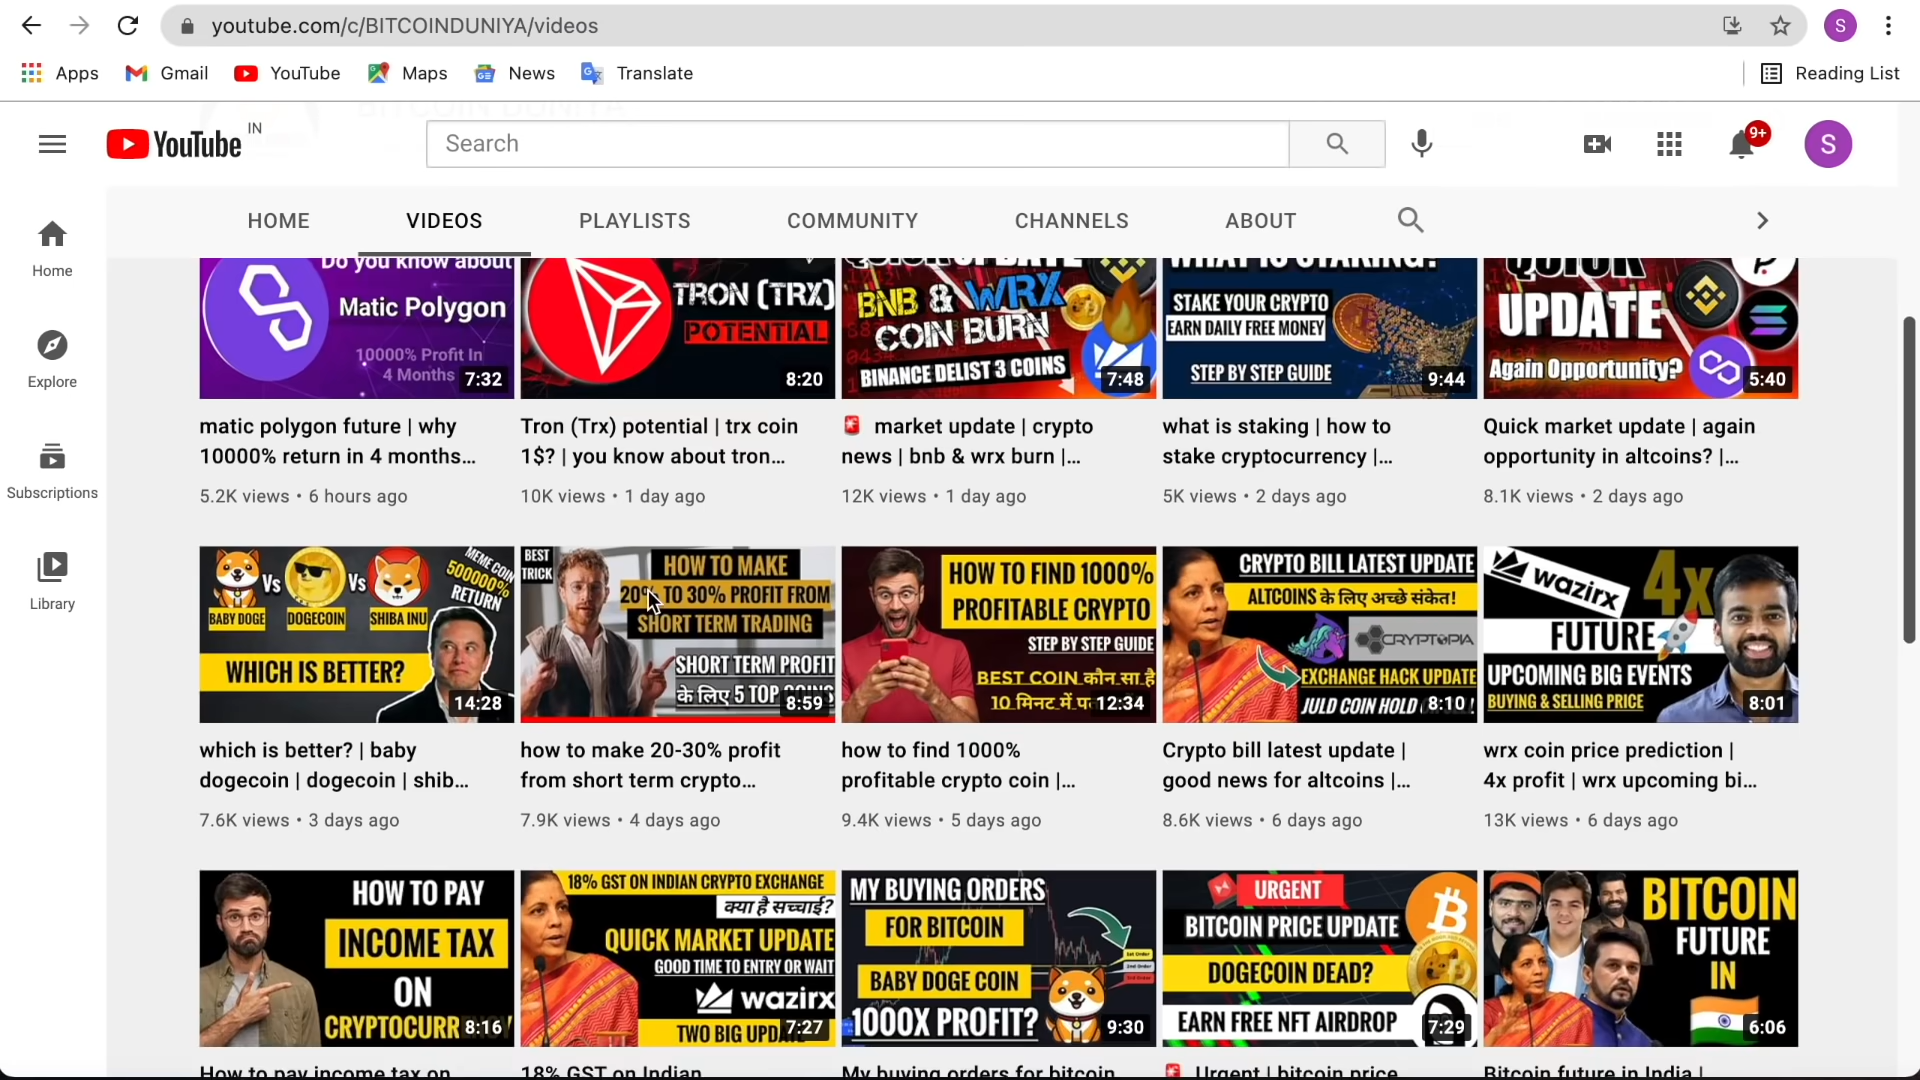 youtube.com/c/BITCOINDUNIYA/videos
S
Apps
Gmail
YouTube
Maps
News
Translate
Reading List
BITCOIN DUNIYA
YouTube
IN
Search
9+
S
HOME
VIDEOS
PLAYLISTS
COMMUNITY
CHANNELS
ABOUT
Home
Explore
Subscriptions
Library
Do you know about
Matic Polygon
10000% Profit In
4 Months
7:32
TRON (TRX)
POTENTIAL
8:20
QUICK UPDATE
BNB & WRX
COIN BURN
BINANCE DELIST 3 COINS
7:48
WHAT IS STAKING?
STAKE YOUR CRYPTO
EARN DAILY FREE MONEY
STEP BY STEP GUIDE
9:44
QUICK
UPDATE
Again Opportunity?
5:40
matic polygon future | why
10000% return in 4 months...
5.2K views • 6 hours ago
Tron (Trx) potential | trx coin
1$? | you know about tron...
10K views • 1 day ago
market update | crypto
news | bnb & wrx burn |...
12K views • 1 day ago
what is staking | how to
stake cryptocurrency |...
5K views • 2 days ago
Quick market update | again
opportunity in altcoins? |...
8.1K views • 2 days ago
MEME COIN
500000%
RETURN
Vs
Vs
BABY DOGE
DOGECOIN
SHIBA INU
WHICH IS BETTER?
14:28
BEST
TRICK
HOW TO MAKE
20% TO 30% PROFIT FROM
SHORT TERM TRADING
SHORT TERM PROFIT
के लिए 5 TOP COINS
8:59
HOW TO FIND 1000%
PROFITABLE CRYPTO
STEP BY STEP GUIDE
BEST COIN कौन सा है
10 मिनट में
12:34
CRYPTO BILL LATEST UPDATE
ALTCOINS के लिए अच्छे संकेत!
CRYPTOPIA
EXCHANGE HACK UPDATE
JULD COIN HOLD
8:10
wazirx
4x
FUTURE
UPCOMING BIG EVENTS
BUYING & SELLING PRICE
8:01
which is better? | baby
dogecoin | dogecoin | shib...
7.6K views • 3 days ago
how to make 20-30% profit
from short term crypto...
7.9K views • 4 days ago
how to find 1000%
profitable crypto coin |...
9.4K views • 5 days ago
Crypto bill latest update |
good news for altcoins |...
8.6K views • 6 days ago
wrx coin price prediction |
4x profit | wrx upcoming bi...
13K views • 6 days ago
HOW TO PAY
INCOME TAX
ON
CRYPTOCURRENCY
8:16
18% GST ON INDIAN CRYPTO EXCHANGE
क्या है सच्चाई?
QUICK MARKET UPDATE
GOOD TIME TO ENTRY OR WAIT
wazirx
TWO BIG UPDATE
7:27
MY BUYING ORDERS
FOR BITCOIN
BABY DOGE COIN
1000X PROFIT?
1st Order
2nd Order
9:30
URGENT
BITCOIN PRICE UPDATE
DOGECOIN DEAD?
EARN FREE NFT AIRDROP
7:29
BITCOIN
FUTURE
IN
6:06
How to pay income tax on
18% GST on Indian
My buying orders for bitcoin
Urgent | bitcoin price
Bitcoin future in India |